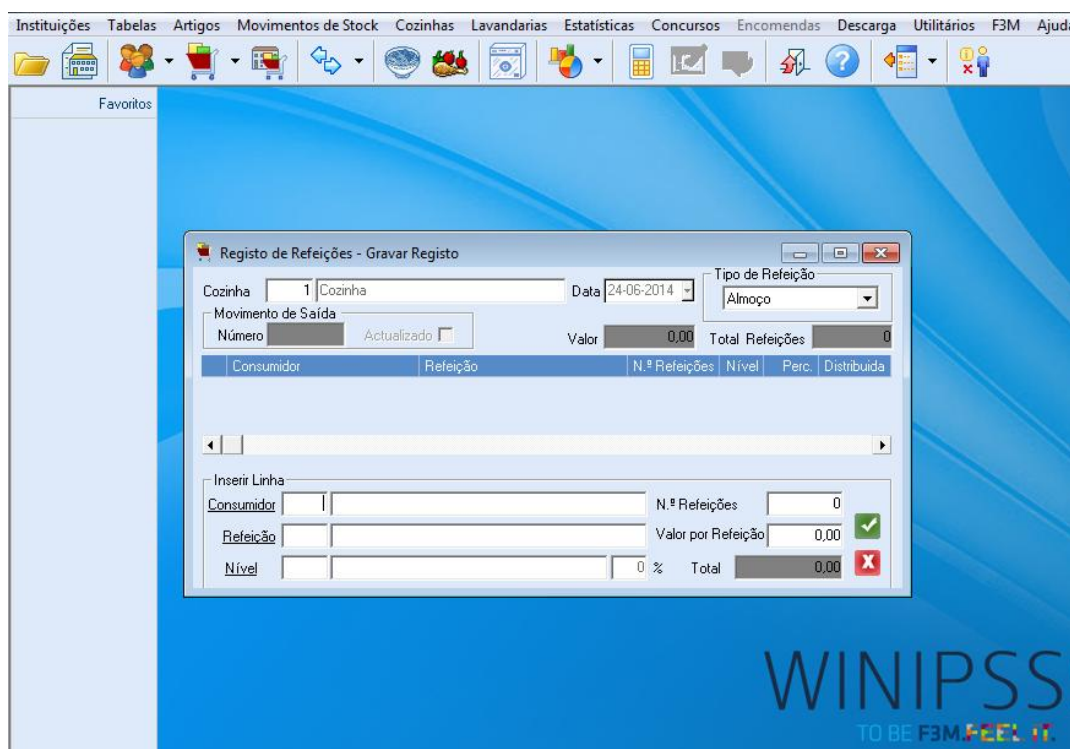 Instituições Tabelas Artigos Movimentos de Stock Cozinhas Lavandarias Estatísticas Concursos Encomendas Descarga Utilitários F3M Ajuda
Favoritos
Registo de Refeições - Gravar Registo
Tipo de Refeição
Cozinha 1 Cozinha Data 24-06-2014 Almoço
Movimento de Saída
Número Actualizado Valor 0,00 Total Refeições 0
Consumidor Refeição N.º Refeições Nível Perc. Distribuida
Inserir Linha
Consumidor N.º Refeições 0
Refeição Valor por Refeição 0,00
Nível 0 % Total 0,00
WINIPSS
TO BE F3M.FEEL IT.